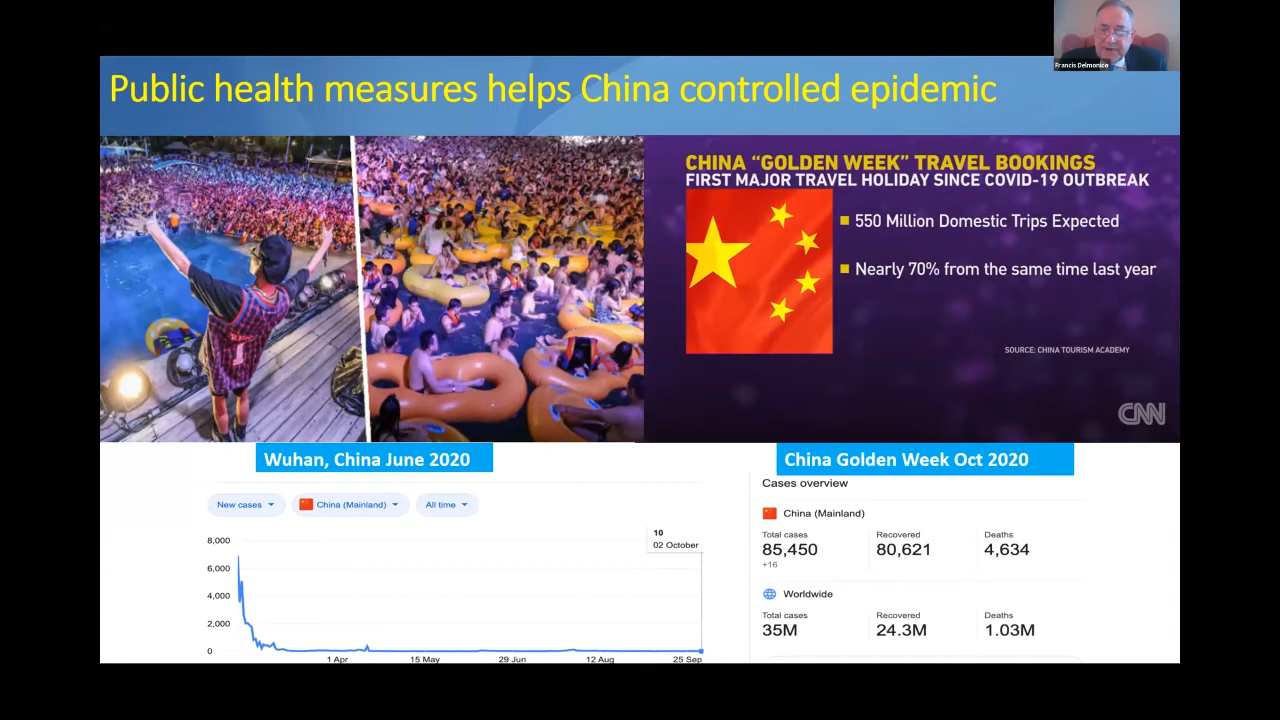 Francis Delmonico
Public health measures helps China controlled epidemic
CHINA “GOLDEN WEEK” TRAVEL BOOKINGS
FIRST MAJOR TRAVEL HOLIDAY SINCE COVID-19 OUTBREAK
550 Million Domestic Trips Expected
Nearly 70% from the same time last year
SOURCE: CHINA TOURISM ACADEMY
CNN
1
Wuhan, China June 2020
China Golden Week Oct 2020
New cases
China (Mainland)
All time
10
02 October
8,000
6,000
4,000
2,000
0
1 Apr
15 May
29 Jun
12 Aug
25 Sep
Cases overview
China (Mainland)
Total cases
Recovered
Deaths
85,450
80,621
4,634
+16
Worldwide
Total cases
Recovered
Deaths
35M
24.3M
1.03M